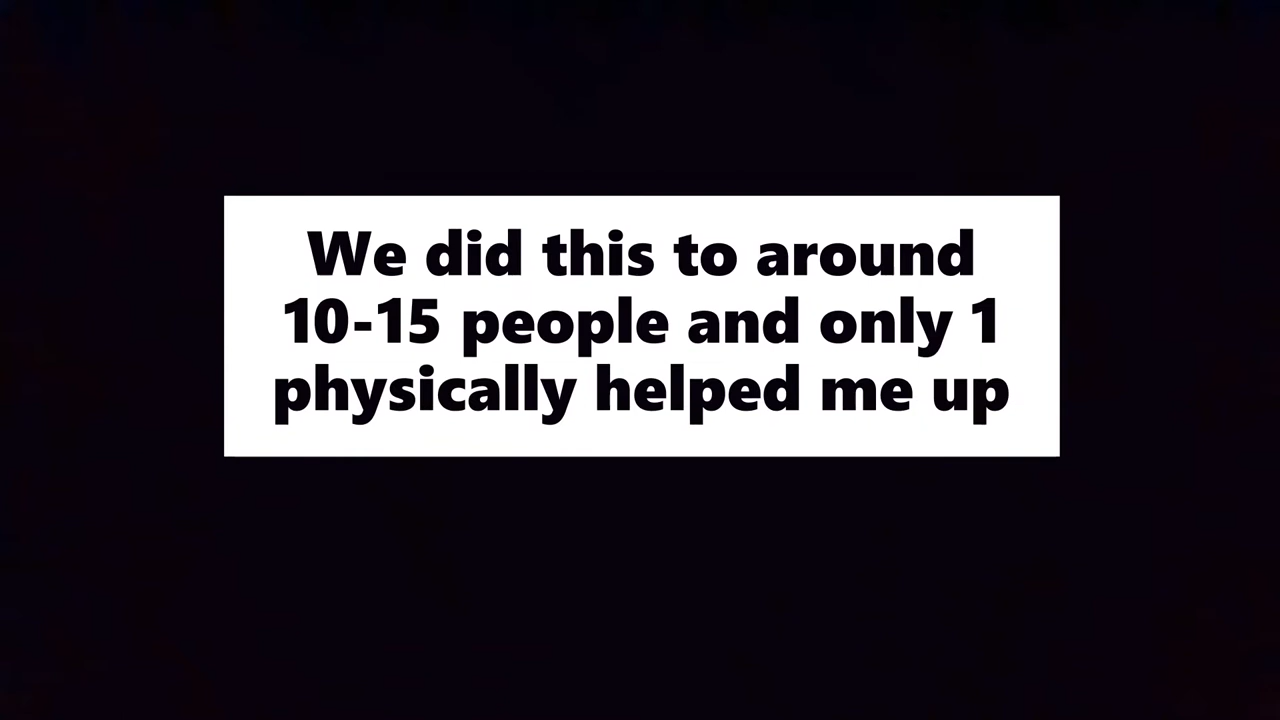 We did this to around
10-15 people and only 1
physically helped me up